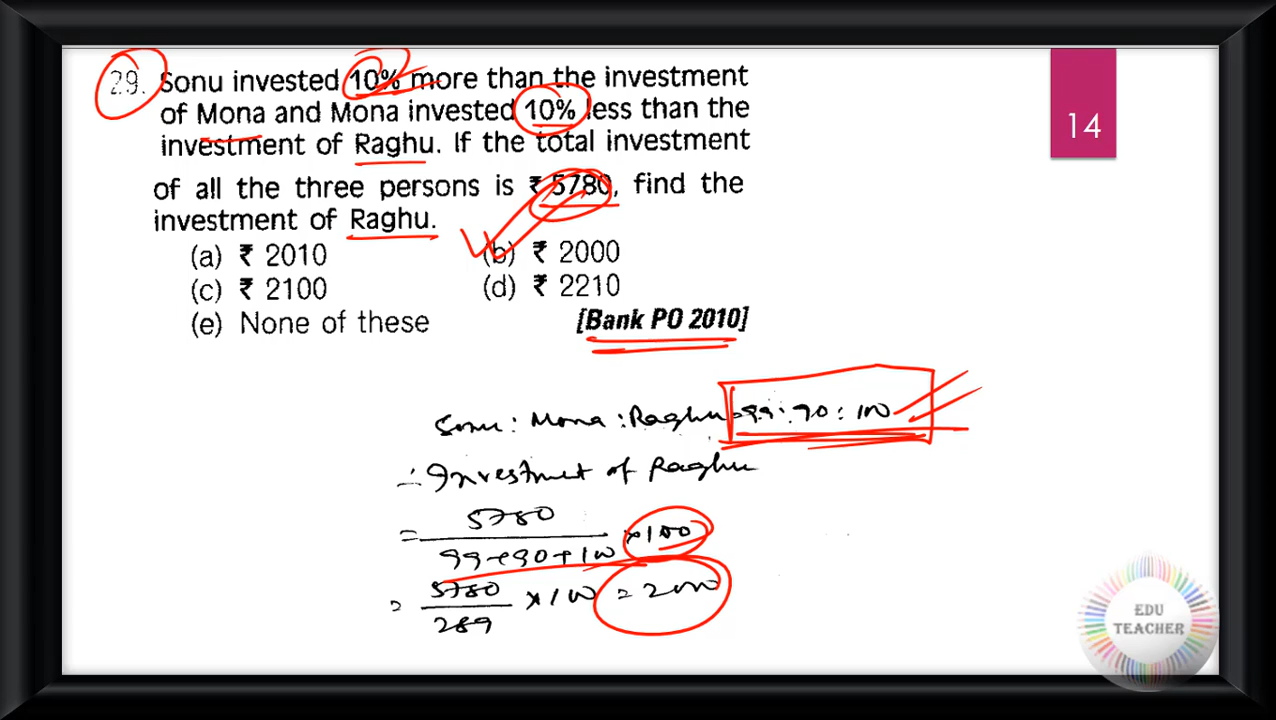 29. Sonu invested 10% more than the investment
of Mona and Mona invested 10% less than the
investment of Raghu. If the total investment
of all the three persons is ₹ 5780, find the
investment of Raghu.
(a) ₹ 2010 (b) ₹ 2000
(c) ₹ 2100 (d) ₹ 2210
(e) None of these [Bank PO 2010]
14
Sonu : Mona : Raghu = 99 : 90 : 100
∴ Investment of Raghu
= 5780 / 99+90+100 × 100
= 5780 / 289 × 100 = 2000
EDU
TEACHER